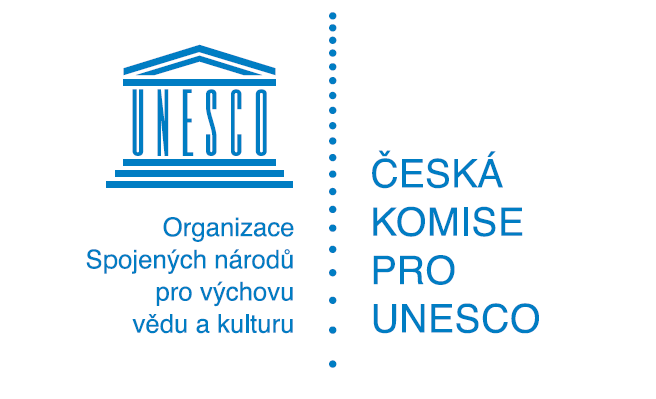 UNESCO
Organizace
Spojených národů
pro výchovu
vědu a kulturu
ČESKÁ
KOMISE
PRO
UNESCO